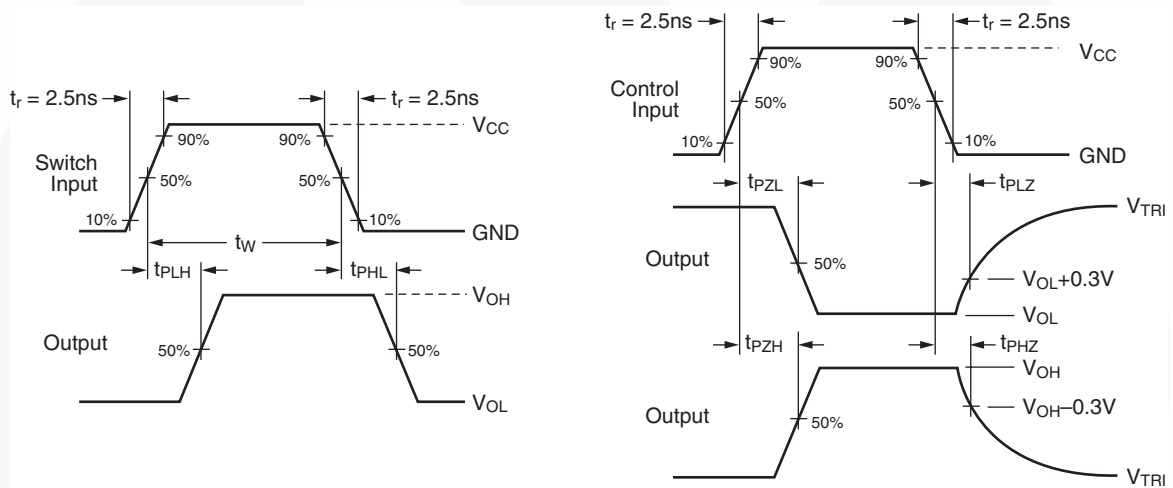 tr = 2.5ns
tr = 2.5ns
VCC
90%
90%
Switch
Input
50%
50%
10%
10%
GND
tW
tPLH
tPHL
VOH
Output
50%
50%
VOL
tr = 2.5ns
tr = 2.5ns
VCC
90%
90%
Control
Input
50%
50%
10%
10%
GND
tPZL
tPLZ
VTRI
Output
50%
VOL+0.3V
VOL
tPZH
tPHZ
VOH
VOH–0.3V
Output
50%
VTRI